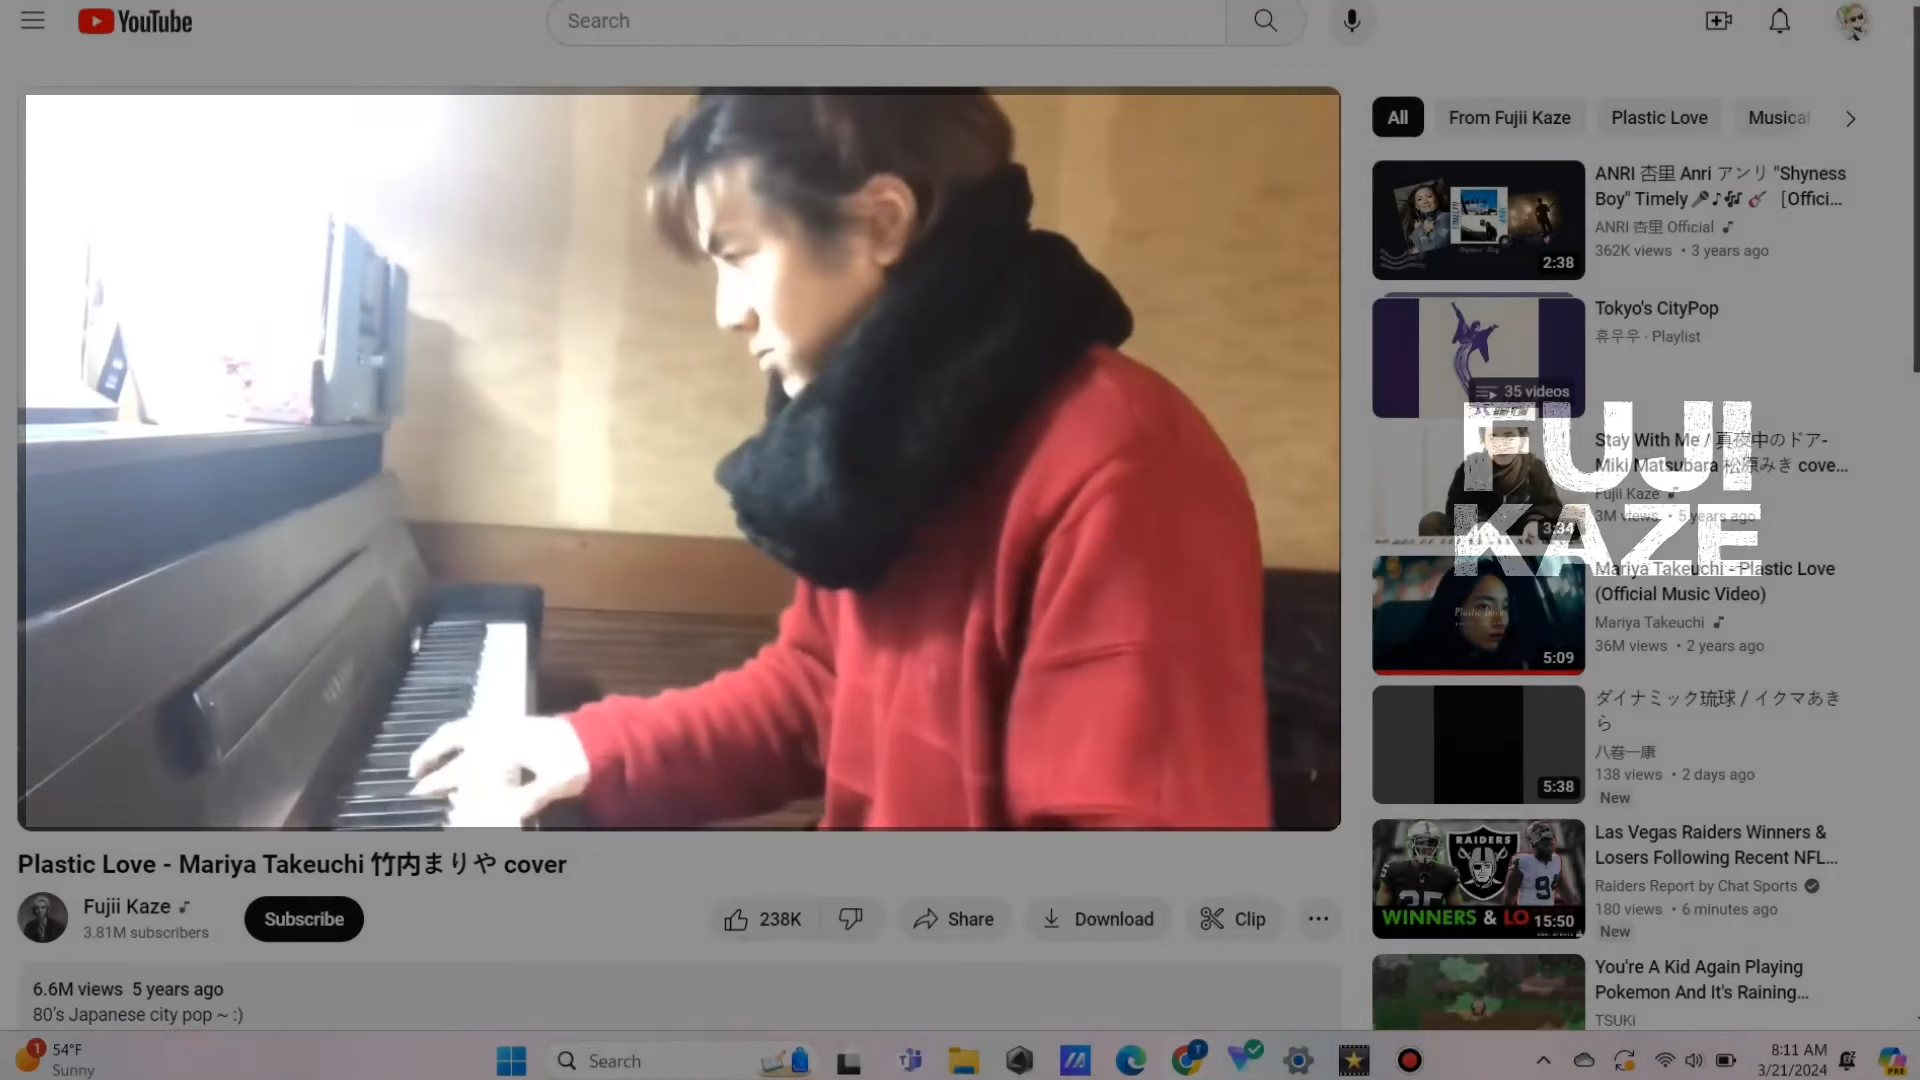 YouTube
Search
All
From Fujii Kaze
Plastic Love
Musical
ANRI 杏里 Anri アンリ "Shyness
Boy" Timely🎤♪🎶🎸 [Offici...
ANRI 杏里 Official ♪
362K views • 3 years ago
2:38
Tokyo's CityPop
휴우우 · Playlist
35 videos
FUJI
KAZE
Stay With Me / 真夜中のドア-
Miki Matsubara 松原みき cove...
Fujii Kaze ♪
3M views • 5 years ago
3:34
Mariya Takeuchi - Plastic Love
(Official Music Video)
Mariya Takeuchi ♪
36M views • 2 years ago
Plastic Love
5:09
ダイナミック琉球 / イクマあき
ら
八巻一康
138 views • 2 days ago
New
5:38
Las Vegas Raiders Winners &
Losers Following Recent NFL...
Raiders Report by Chat Sports
180 views • 6 minutes ago
New
RAIDERS
WINNERS & LO
15:50
You're A Kid Again Playing
Pokemon And It's Raining...
TSUKi
Plastic Love - Mariya Takeuchi 竹内まりや cover
Fujii Kaze ♪
3.81M subscribers
Subscribe
238K
Share
Download
Clip
6.6M views 5 years ago
80's Japanese city pop ~ :)
1
54°F
Sunny
Search
T
8:11 AM
3/21/2024
PRE